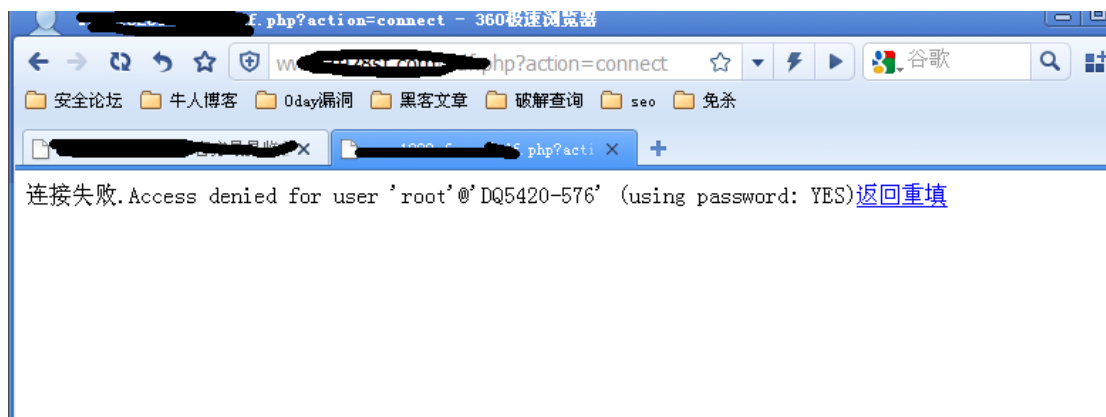 f.php?action=connect - 360极速浏览器
php?action=connect
谷歌
安全论坛 牛人博客 0day漏洞 黑客文章 破解查询 seo 免杀
php?acti
连接失败.Access denied for user 'root'@'DQ5420-576' (using password: YES)返回重填